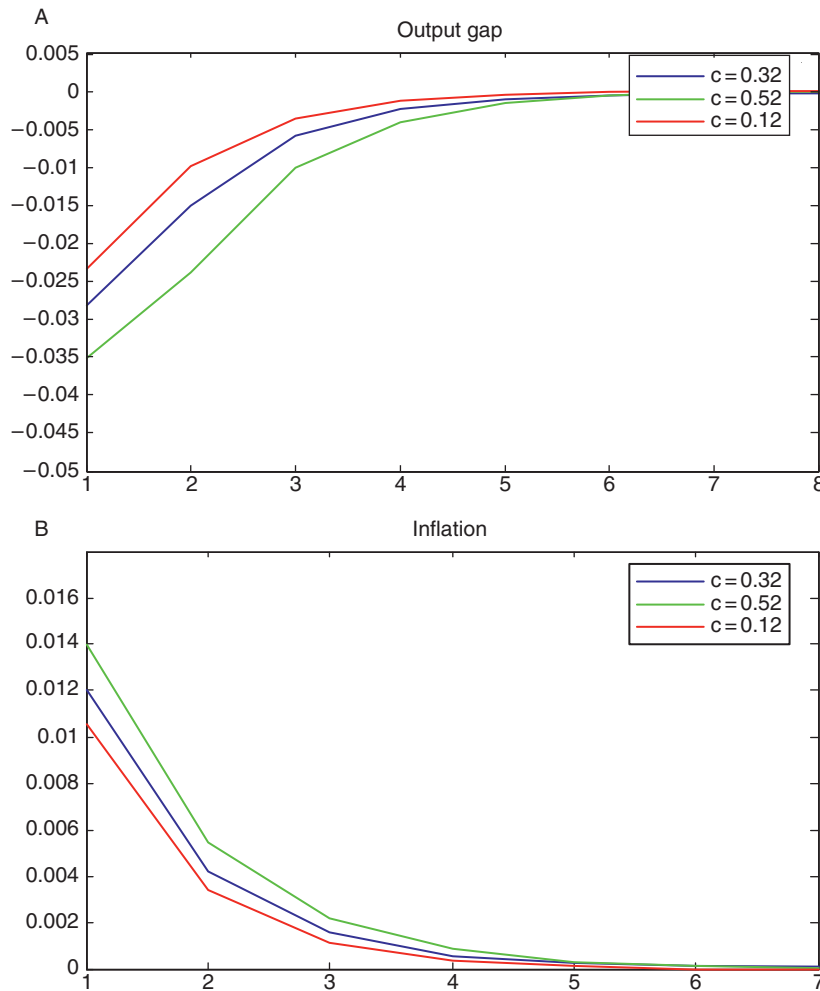 A
Output gap
0.005
0
−0.005
−0.01
−0.015
−0.02
−0.025
−0.03
−0.035
−0.04
−0.045
−0.05
c = 0.32
c = 0.52
c = 0.12
1 2 3 4 5 6 7 8
B
Inflation
0.016
0.014
0.012
0.01
0.008
0.006
0.004
0.002
0
c = 0.32
c = 0.52
c = 0.12
1 2 3 4 5 6 7